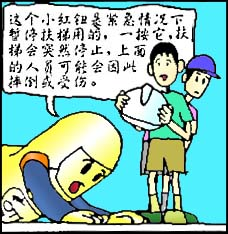 这个小红钮是紧急情况下
暂停扶梯用的，一按它，扶
梯会突然停止，上面
的人员可能会因此
摔倒或受伤。